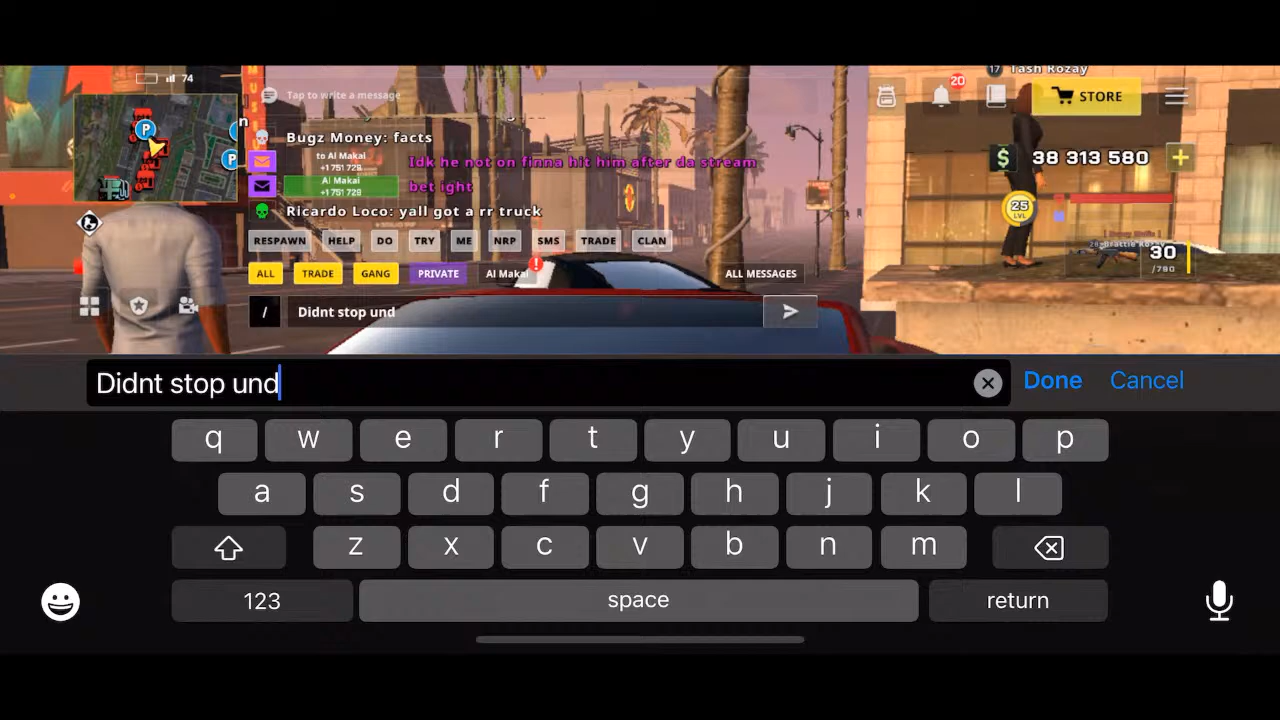 74
Tash Rozay
17
20
Tap to write a message
STORE
Bugz Money: facts
to Al Makai
+1 751 728
Idk he not on finna hit him after da stream
$ 38 313 580 +
Al Makai
+1 751 728
bet ight
Ricardo Loco: yall got a rr truck
25
LVL
RESPAWN HELP DO TRY ME NRP SMS TRADE CLAN
30
/780
ALL TRADE GANG PRIVATE Al Makai ! ALL MESSAGES
/ Didnt stop und
Didnt stop und
Done Cancel
q w e r t y u i o p
a s d f g h j k l
z x c v b n m
123 space return